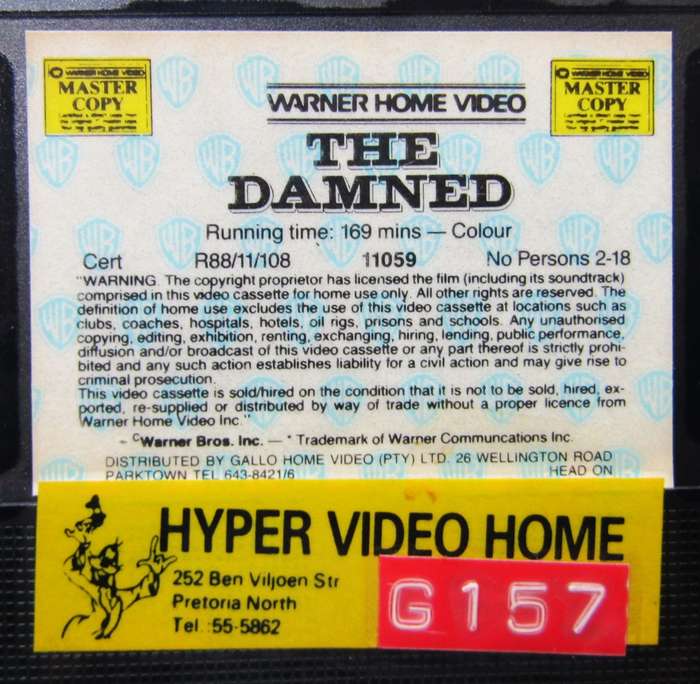 WARNER HOME VIDEO
MASTER
COPY
WARNER HOME VIDEO
MASTER
COPY
WARNER HOME VIDEO
THE
DAMNED
Running time: 169 mins — Colour
Cert R88/11/108 11059 No Persons 2-18
"WARNING. The copyright proprietor has licensed the film (including its soundtrack)
comprised in this video cassette for home use only. All other rights are reserved. The
definition of home use excludes the use of this video cassette at locations such as
clubs, coaches, hospitals, hotels, oil rigs, prisons and schools. Any unauthorised
copying, editing, exhibition, renting, exchanging, hiring, lending, public performance,
diffusion and/or broadcast of this video cassette or any part thereof is strictly prohi-
bited and any such action establishes liability for a civil action and may give rise to
criminal prosecution.
This video cassette is sold/hired on the condition that it is not to be sold, hired, ex-
ported, re-supplied or distributed by way of trade without a proper licence from
Warner Home Video Inc."
– ©Warner Bros. Inc. — * Trademark of Warner Communcations Inc.
DISTRIBUTED BY GALLO HOME VIDEO (PTY) LTD. 26 WELLINGTON ROAD
PARKTOWN TEL 643-8421/6 HEAD ON
HYPER VIDEO HOME
252 Ben Viljoen Str
Pretoria North
Tel :55-5862
G157